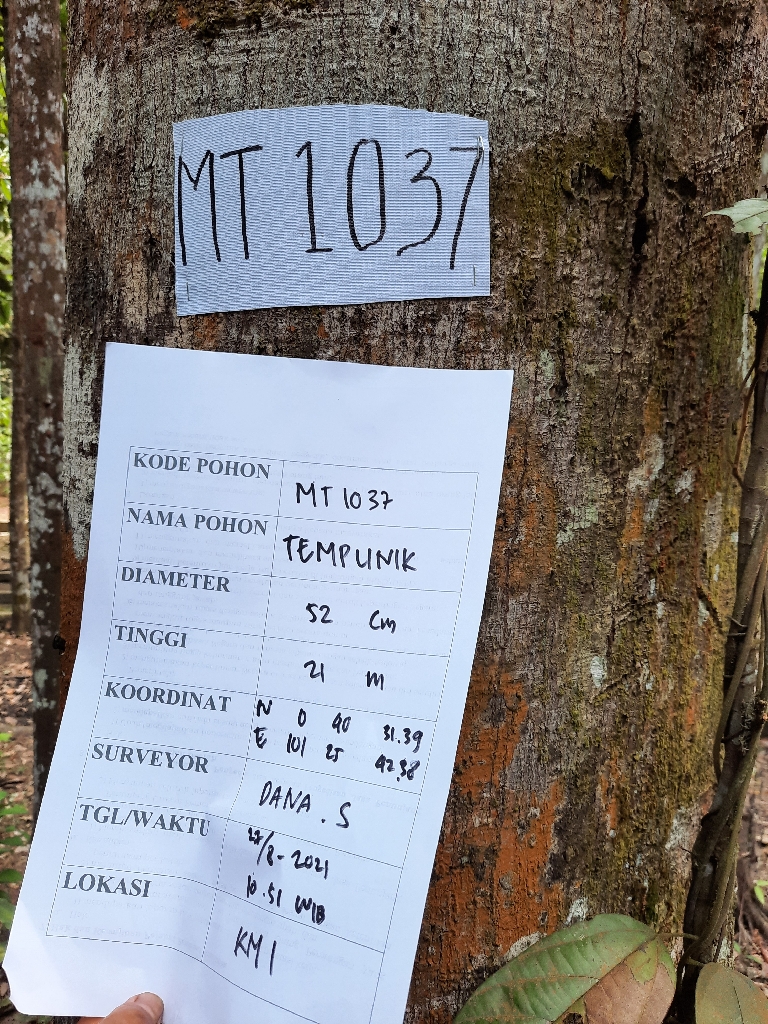 MT 1037
KODE POHON MT 1037
NAMA POHON TEMPUNIK
DIAMETER 52 Cm
TINGGI 21 m
KOORDINAT N 0 40 31.39
E 101 25 42.38
SURVEYOR DANA . S
TGL/WAKTU 27/8-2021
10.51 WIB
LOKASI KM 1